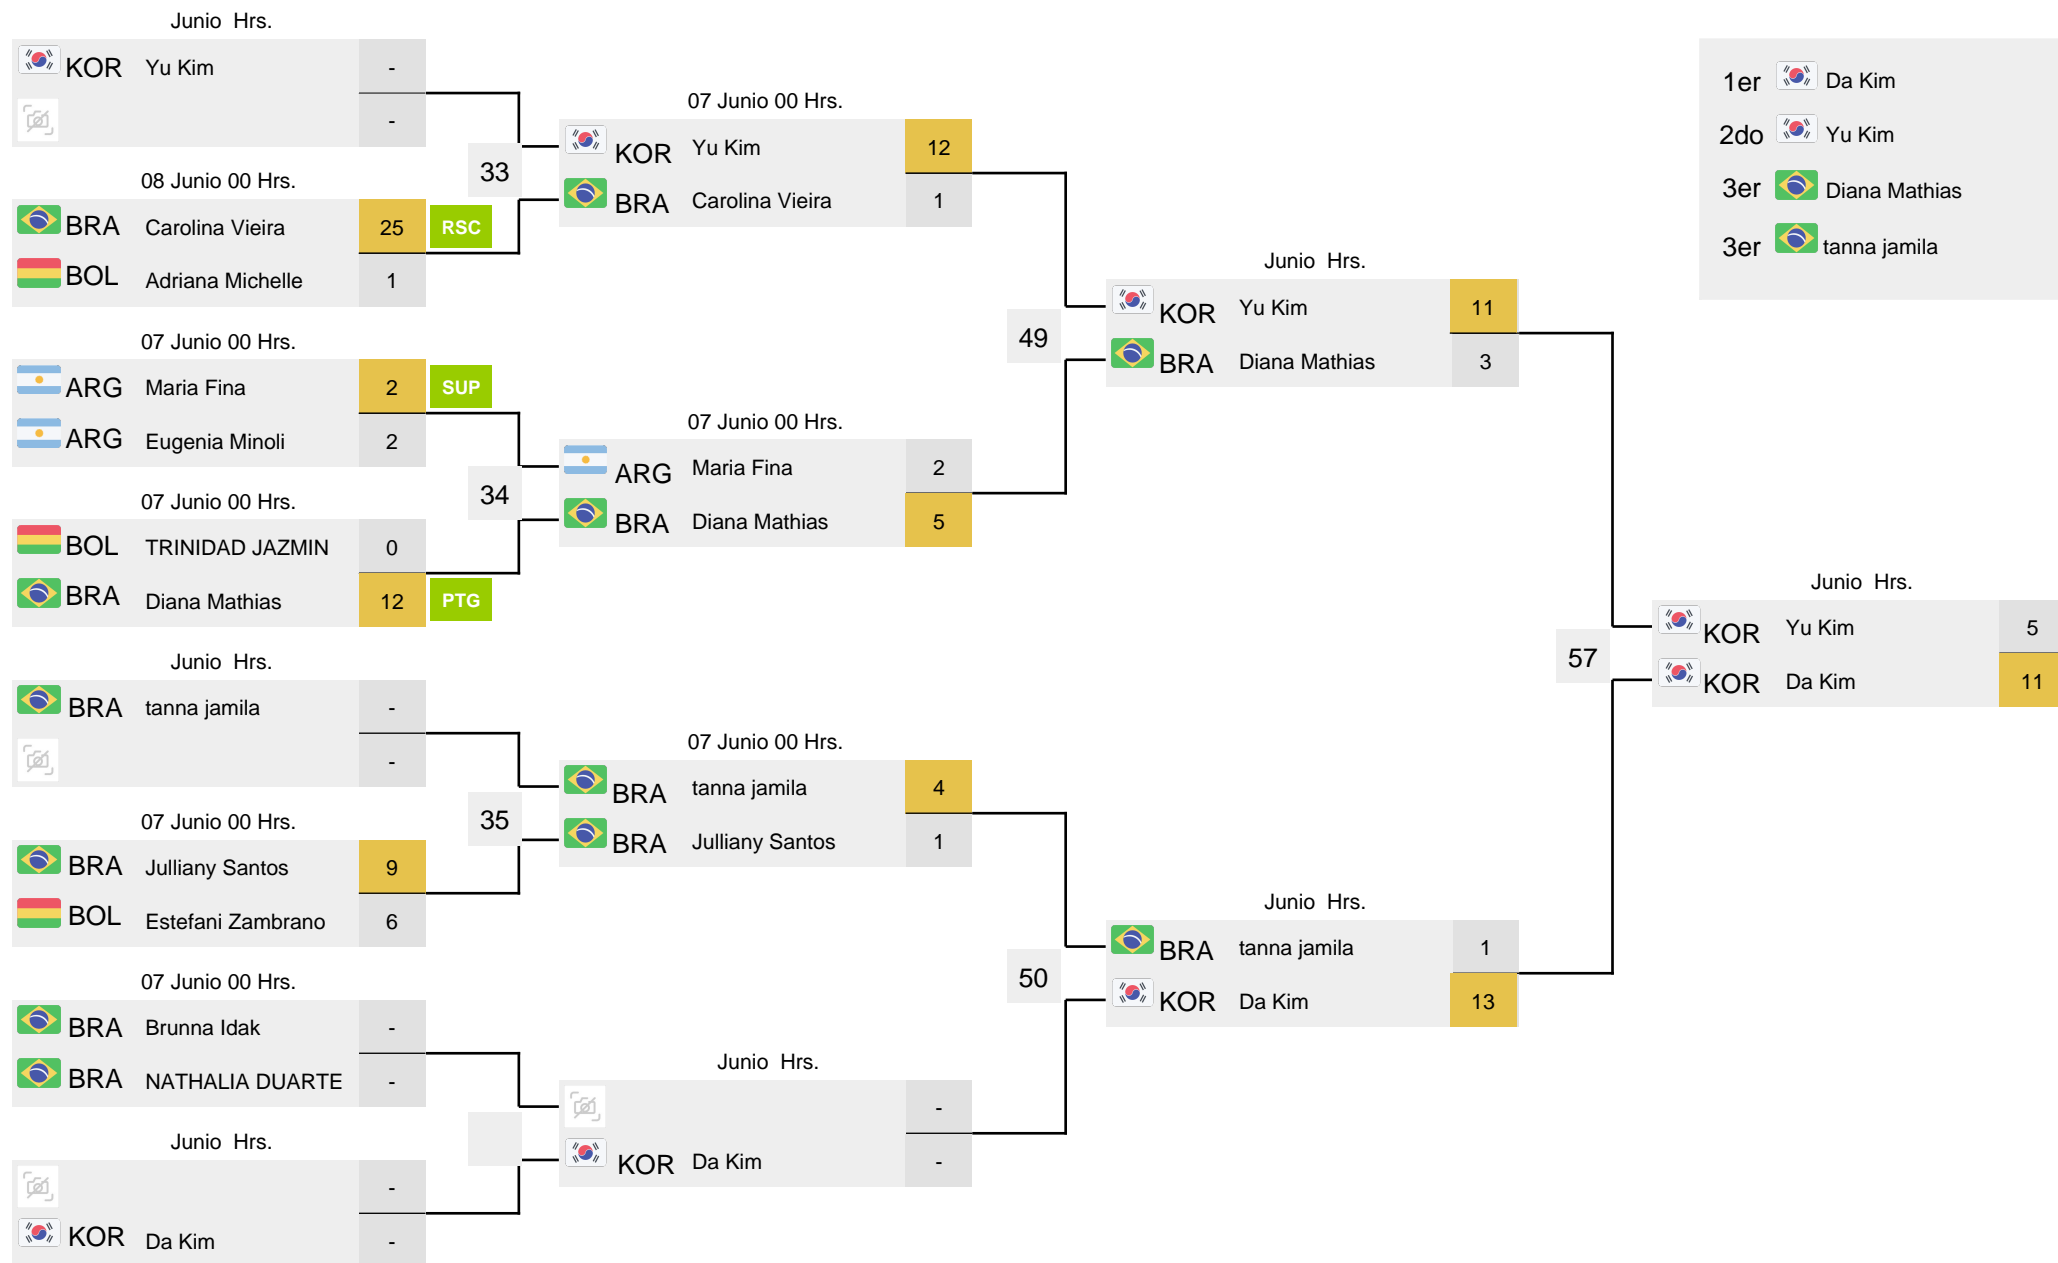 Junio Hrs.
KOR Yu Kim -
-
08 Junio 00 Hrs.
BRA Carolina Vieira 25 RSC
BOL Adriana Michelle 1
07 Junio 00 Hrs.
ARG Maria Fina 2 SUP
ARG Eugenia Minoli 2
07 Junio 00 Hrs.
BOL TRINIDAD JAZMIN 0
BRA Diana Mathias 12 PTG
Junio Hrs.
BRA tanna jamila -
-
07 Junio 00 Hrs.
BRA Julliany Santos 9
BOL Estefani Zambrano 6
07 Junio 00 Hrs.
BRA Brunna Idak -
BRA NATHALIA DUARTE -
Junio Hrs.
-
KOR Da Kim -
33
07 Junio 00 Hrs.
KOR Yu Kim 12
BRA Carolina Vieira 1
34
07 Junio 00 Hrs.
ARG Maria Fina 2
BRA Diana Mathias 5
35
07 Junio 00 Hrs.
BRA tanna jamila 4
BRA Julliany Santos 1
Junio Hrs.
-
KOR Da Kim -
49
Junio Hrs.
KOR Yu Kim 11
BRA Diana Mathias 3
50
Junio Hrs.
BRA tanna jamila 1
KOR Da Kim 13
57
Junio Hrs.
KOR Yu Kim 5
KOR Da Kim 11
1er Da Kim
2do Yu Kim
3er Diana Mathias
3er tanna jamila